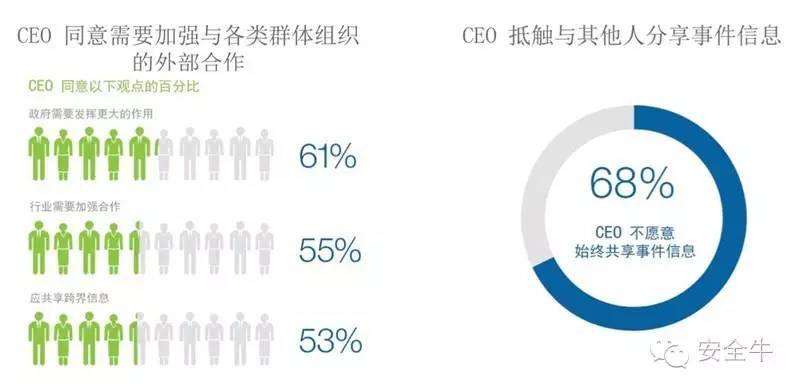 CEO 同意需要加强与各类群体组织
的外部合作
CEO 同意以下观点的百分比
政府需要发挥更大的作用
61%
行业需要加强合作
55%
应共享跨界信息
53%
CEO 抵触与其他人分享事件信息
68%
CEO 不愿意
始终共享事件信息
安全牛